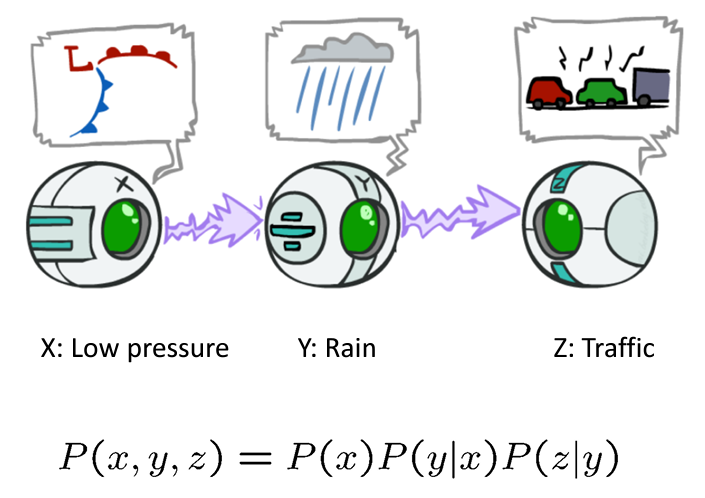 L
X
Y
Z
X: Low pressure
Y: Rain
Z: Traffic
P(x, y, z) = P(x)P(y|x)P(z|y)